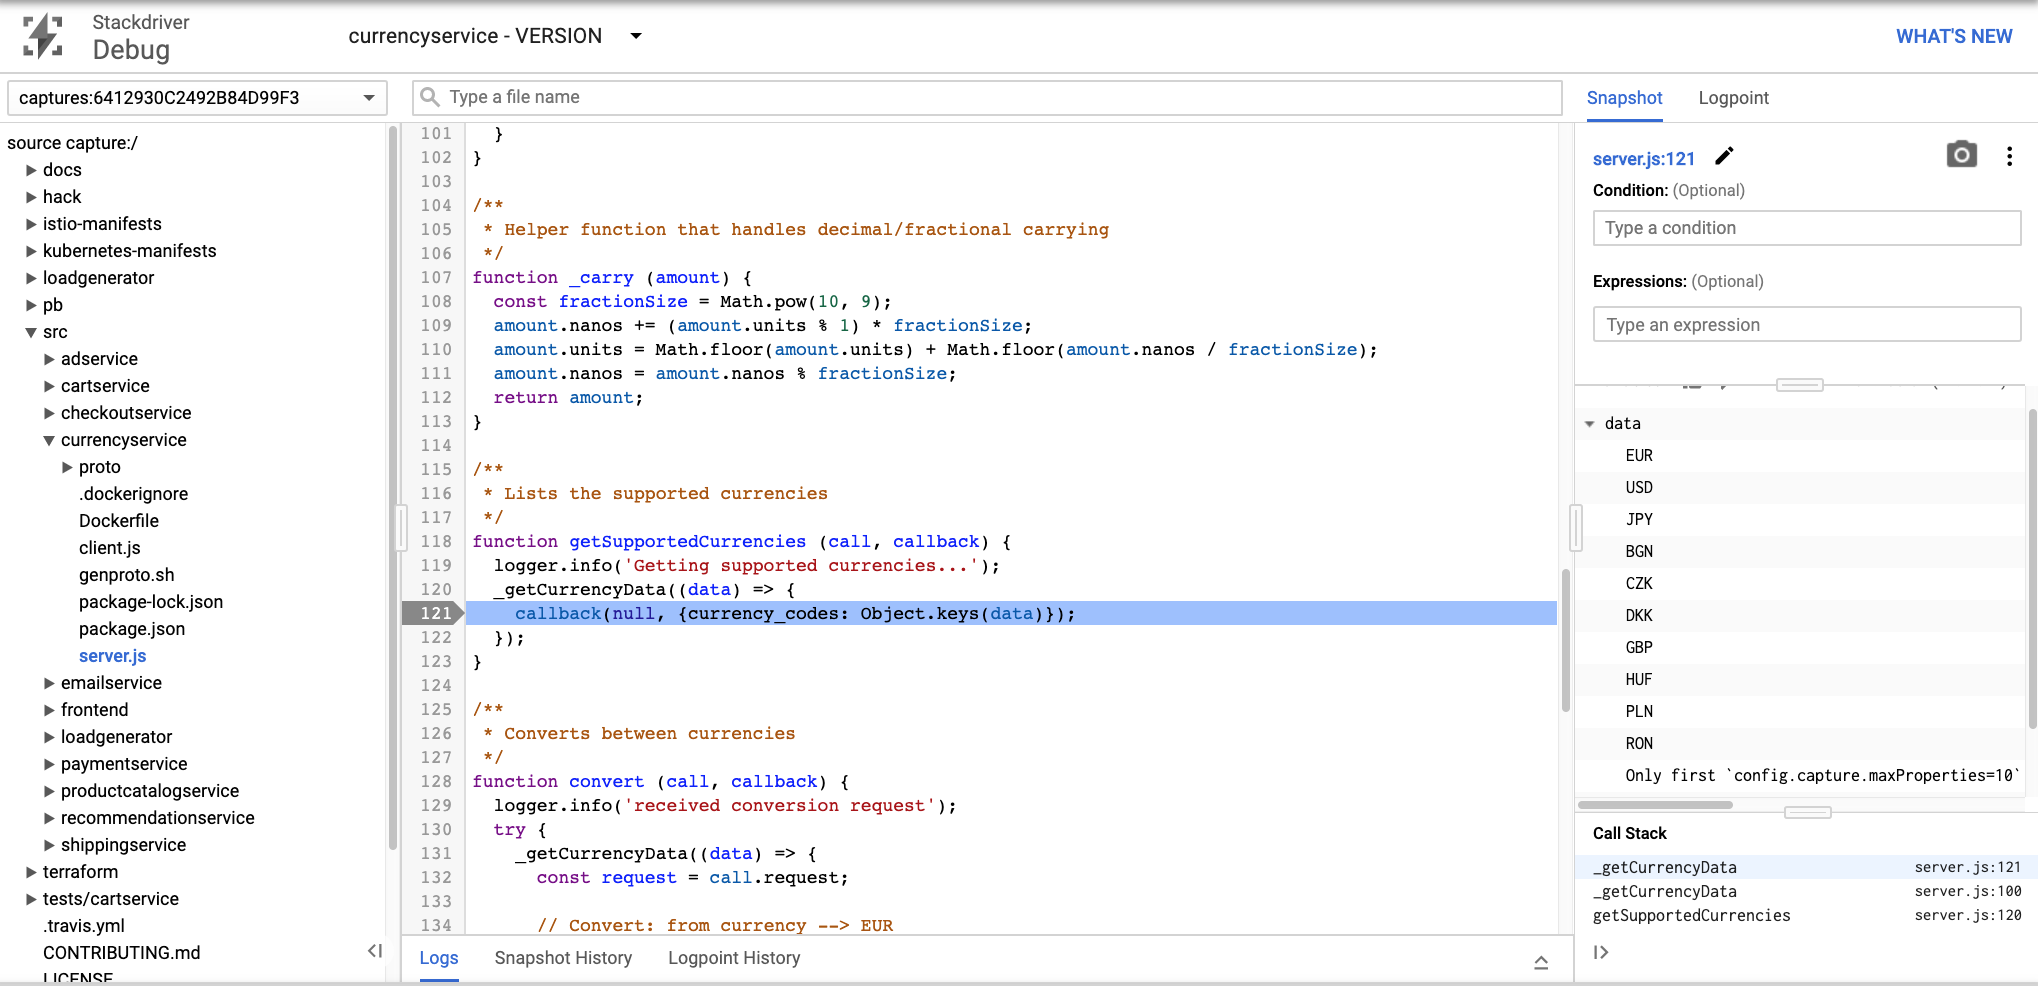 Stackdriver
Debug
currencyservice - VERSION
WHAT'S NEW
captures:6412930C2492B84D99F3
Type a file name
Snapshot
Logpoint
source capture:/
docs
hack
istio-manifests
kubernetes-manifests
loadgenerator
pb
src
adservice
cartservice
checkoutservice
currencyservice
proto
.dockerignore
Dockerfile
client.js
genproto.sh
package-lock.json
package.json
server.js
emailservice
frontend
loadgenerator
paymentservice
productcatalogservice
recommendationservice
shippingservice
terraform
tests/cartservice
.travis.yml
CONTRIBUTING.md
LICENSE
101   }
102 }
103
104 /**
105  * Helper function that handles decimal/fractional carrying
106  */
107 function _carry (amount) {
108   const fractionSize = Math.pow(10, 9);
109   amount.nanos += (amount.units % 1) * fractionSize;
110   amount.units = Math.floor(amount.units) + Math.floor(amount.nanos / fractionSize);
111   amount.nanos = amount.nanos % fractionSize;
112   return amount;
113 }
114
115 /**
116  * Lists the supported currencies
117  */
118 function getSupportedCurrencies (call, callback) {
119   logger.info('Getting supported currencies...');
120   _getCurrencyData((data) => {
121     callback(null, {currency_codes: Object.keys(data)});
122   });
123 }
124
125 /**
126  * Converts between currencies
127  */
128 function convert (call, callback) {
129   logger.info('received conversion request');
130   try {
131     _getCurrencyData((data) => {
132       const request = call.request;
133
134       // Convert: from currency --> EUR
Logs
Snapshot History
Logpoint History
server.js:121
Condition: (Optional)
Type a condition
Expressions: (Optional)
Type an expression
data
EUR
USD
JPY
BGN
CZK
DKK
GBP
HUF
PLN
RON
Only first `config.capture.maxProperties=10`
Call Stack
_getCurrencyData server.js:121
_getCurrencyData server.js:100
getSupportedCurrencies server.js:120